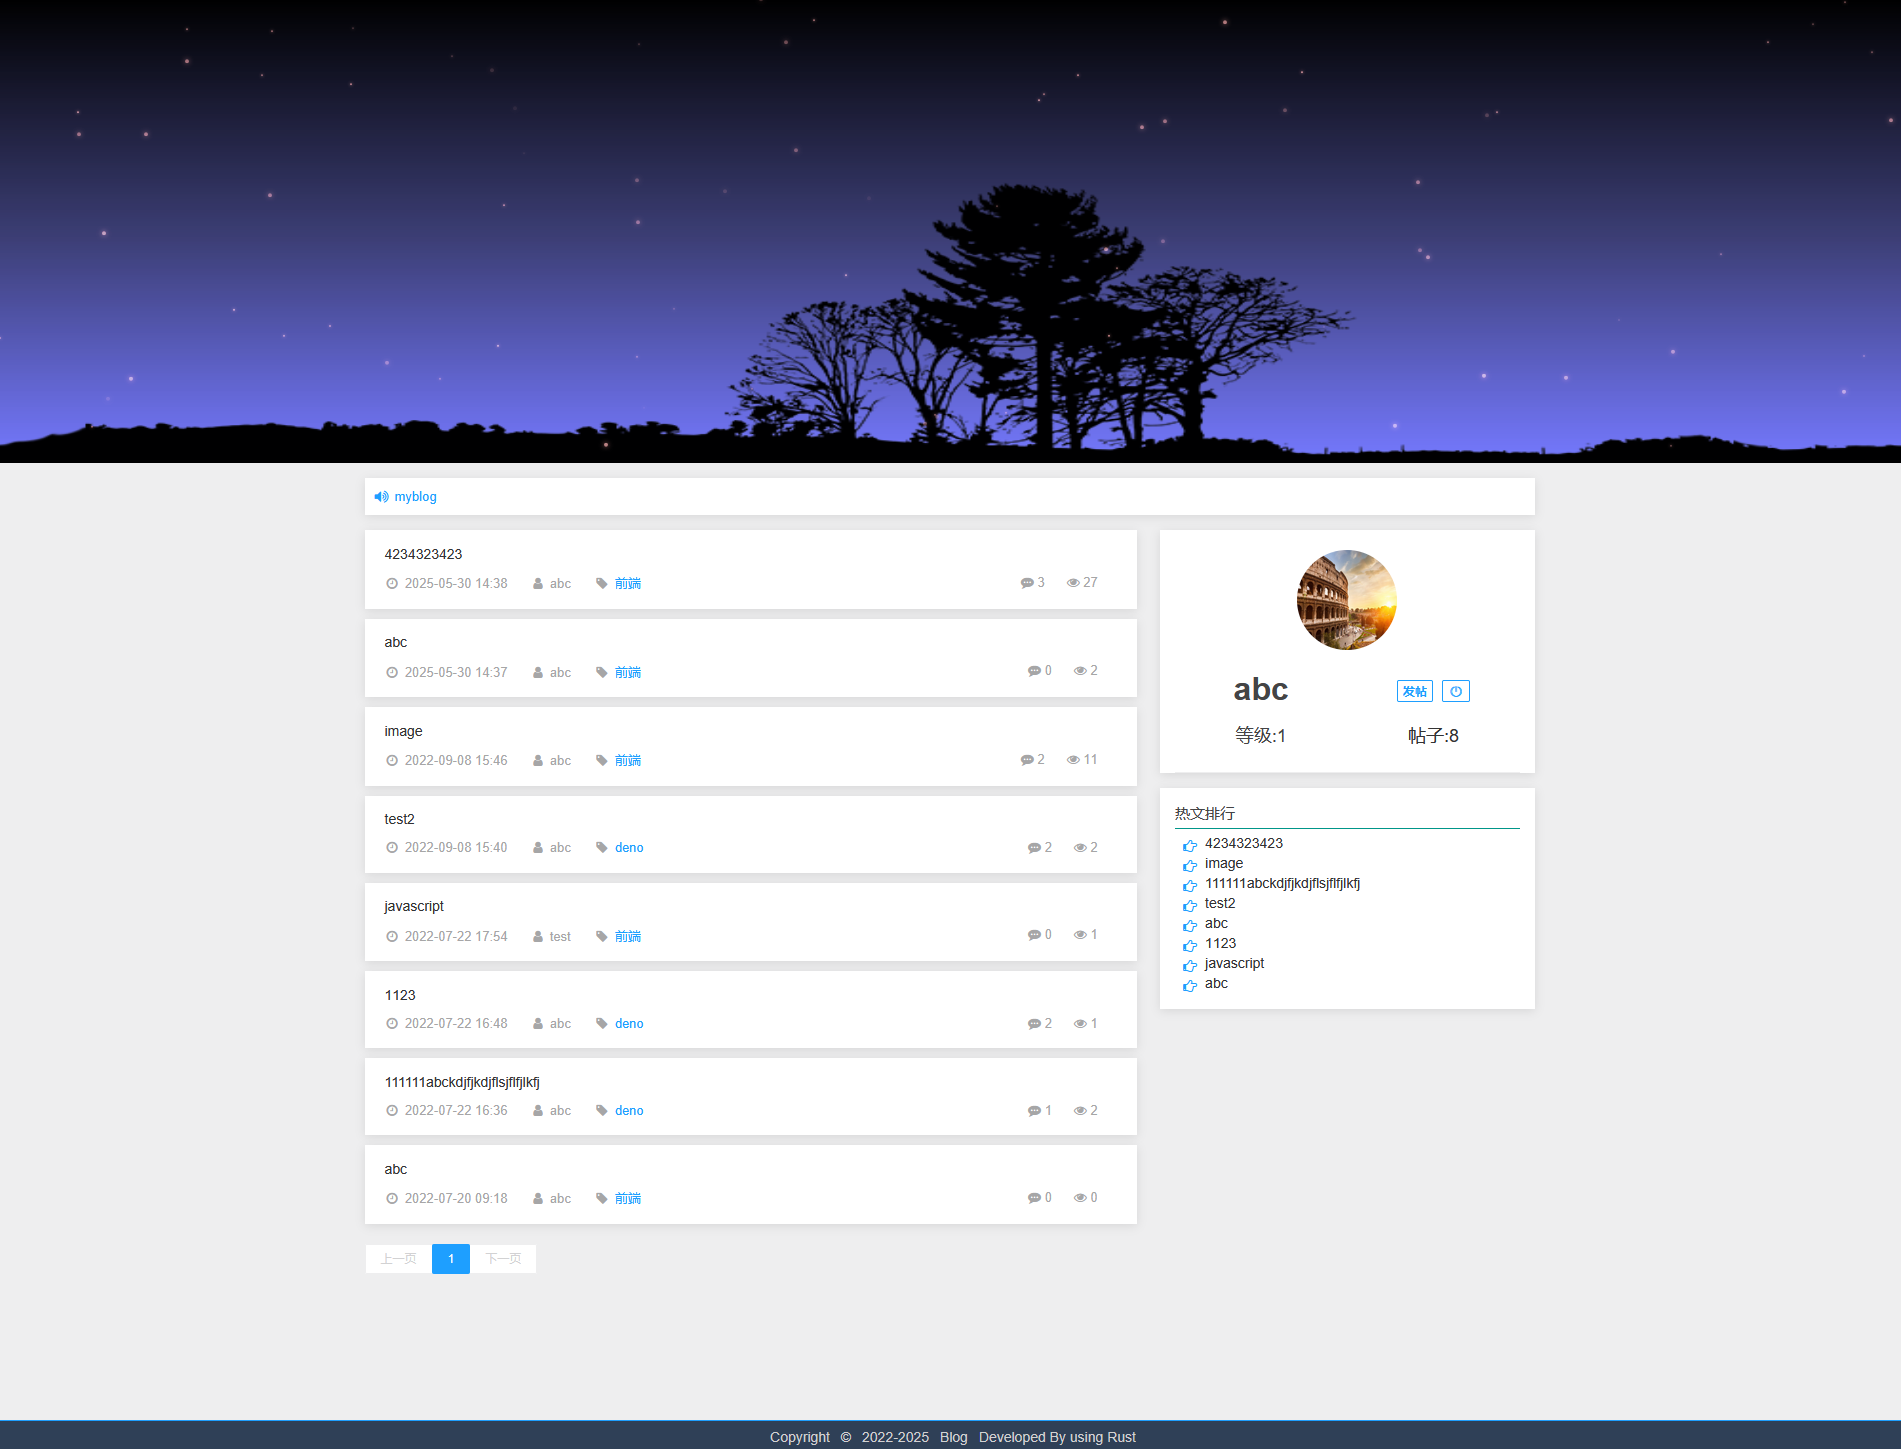 myblog
4234323423
2025-05-30 14:38 abc 前端 3 27
abc
2025-05-30 14:37 abc 前端 0 2
image
2022-09-08 15:46 abc 前端 2 11
test2
2022-09-08 15:40 abc deno 2 2
javascript
2022-07-22 17:54 test 前端 0 1
1123
2022-07-22 16:48 abc deno 2 1
111111abckdjfjkdjflsjflfjlkfj
2022-07-22 16:36 abc deno 1 2
abc
2022-07-20 09:18 abc 前端 0 0
上一页 1 下一页
abc 发帖
等级:1 帖子:8
热文排行
4234323423
image
111111abckdjfjkdjflsjflfjlkfj
test2
abc
1123
javascript
abc
Copyright © 2022-2025 Blog Developed By using Rust